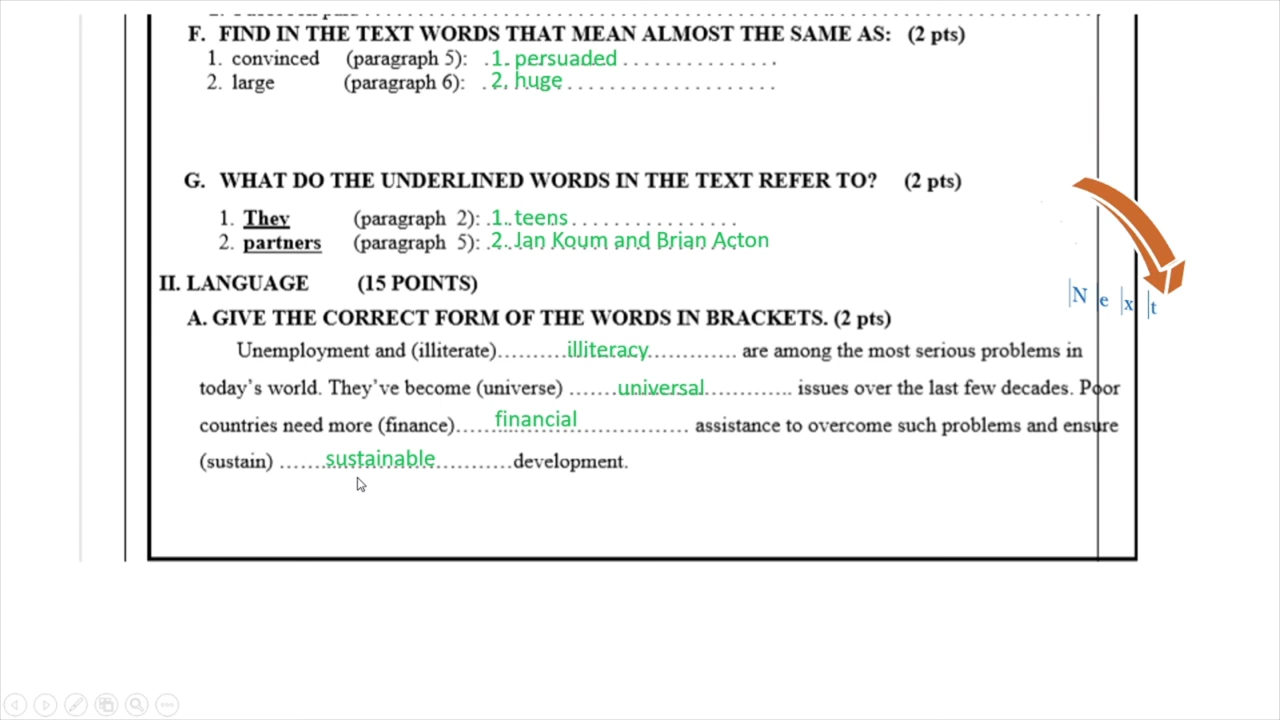 F. FIND IN THE TEXT WORDS THAT MEAN ALMOST THE SAME AS: (2 pts)
1. convinced (paragraph 5): .1. persuaded . . . . . . . . . . . . . . .
2. large (paragraph 6): . 2. huge . . . . . . . . . . . . . . . . . . . .
G. WHAT DO THE UNDERLINED WORDS IN THE TEXT REFER TO? (2 pts)
1. They (paragraph 2): .1. teens . . . . . . . . . . . . . . . .
2. partners (paragraph 5): .2. Jan Koum and Brian Acton
II. LANGUAGE (15 POINTS)
A. GIVE THE CORRECT FORM OF THE WORDS IN BRACKETS. (2 pts)
Unemployment and (illiterate)..........illiteracy............. are among the most serious problems in
today's world. They've become (universe) .......universal............. issues over the last few decades. Poor
countries need more (finance).......financial................... assistance to overcome such problems and ensure
(sustain) .......sustainable...........development.
Next